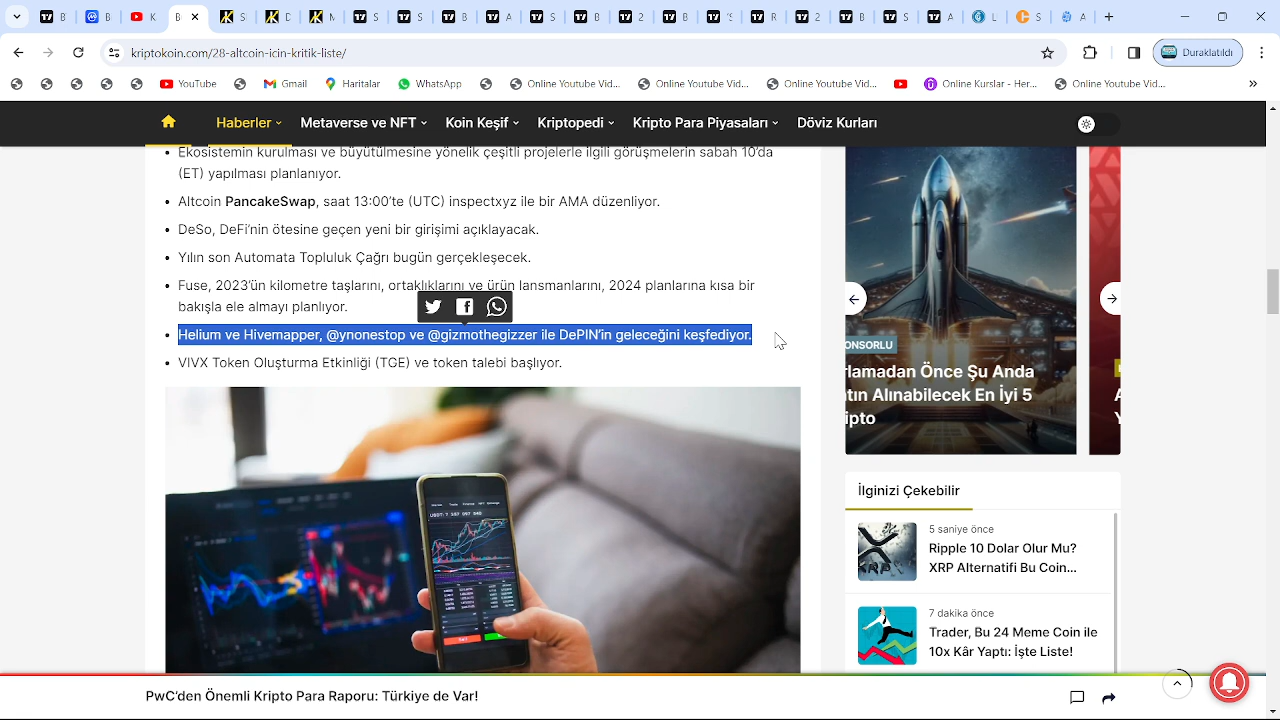 B
B
Y
S
D
N
S
S
B
S
B
2
B
"S
R
2
B
S
A
L
S
A
kriptokoin.com/28-altcoin-icin-kritik-liste/
Duraklatıldı
YouTube
Gmail
Haritalar
WhatsApp
Online Youtube Vid...
Online Youtube Vid...
Online Youtube Vid...
Online Kurslar - Her...
Online Youtube Vid...
Haberler
Metaverse ve NFT
Koin Keşif
Kriptopedi
Kripto Para Piyasaları
Döviz Kurları
Ekosistemin kurulması ve büyütülmesine yönelik çeşitli projelerle ilgili görüşmelerin sabah 10'da
(ET) yapılması planlanıyor.
Altcoin PancakeSwap, saat 13:00'te (UTC) inspectxyz ile bir AMA düzenliyor.
DeSo, DeFi'nin ötesine geçen yeni bir girişimi açıklayacak.
Yılın son Automata Topluluk Çağrı bugün gerçekleşecek.
Fuse, 2023'ün kilometre taşlarını, ortaklıklarını ve ürün lansmanlarını, 2024 planlarına kısa bir
bakışla ele almayı planlıyor.
Helium ve Hivemapper, @ynonestop ve @gizmothegizzer ile DePIN'in geleceğini keşfediyor.
VIVX Token Oluşturma Etkinliği (TGE) ve token talebi başlıyor.
ONSORLU
rlamadan Önce Şu Anda
tın Alınabilecek En İyi 5
ipto
A
Y
İlginizi Çekebilir
5 saniye önce
Ripple 10 Dolar Olur Mu?
XRP Alternatifi Bu Coin...
XRP
7 dakika önce
Trader, Bu 24 Meme Coin ile
10x Kâr Yaptı: İşte Liste!
PwC'den Önemli Kripto Para Raporu: Türkiye de Var!